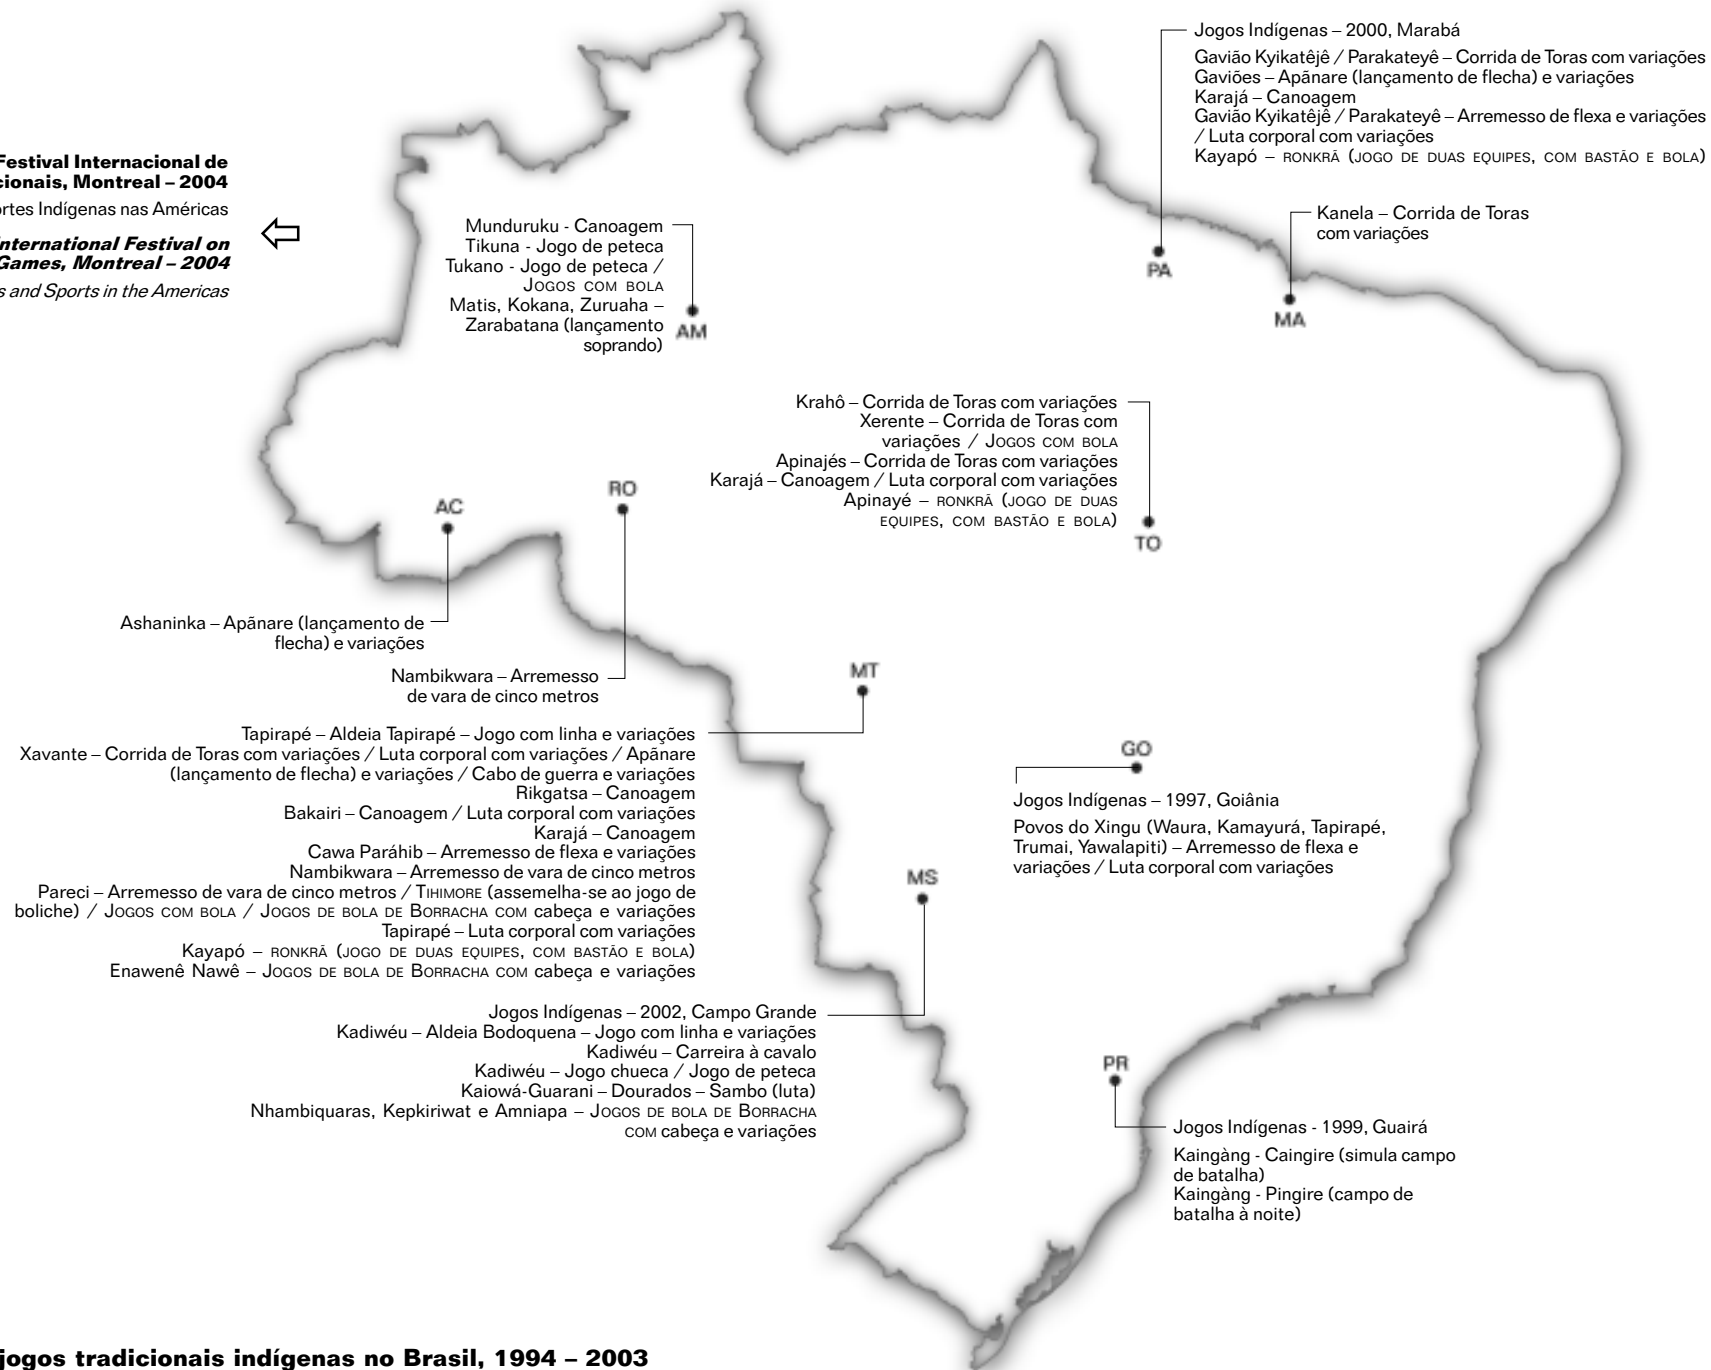 Jogos Indígenas – 2000, Marabá
Gavião Kyikatêjê / Parakateyê – Corrida de Toras com variações
Gaviões – Apãnare (lançamento de flecha) e variações
Karajá – Canoagem
Gavião Kyikatêjê / Parakateyê – Arremesso de flexa e variações
/ Luta corporal com variações
Kayapó – RONKRÃ (JOGO DE DUAS EQUIPES, COM BASTÃO E BOLA)
PA
Festival Internacional de
cionais, Montreal – 2004
ortes Indígenas nas Américas
nternational Festival on
Games, Montreal – 2004
s and Sports in the Americas
Munduruku - Canoagem
Tikuna - Jogo de peteca
Tukano - Jogo de peteca /
JOGOS COM BOLA
Matis, Kokana, Zuruaha –
Zarabatana (lançamento
soprando)
AM
Kanela – Corrida de Toras
com variações
MA
Krahô – Corrida de Toras com variações
Xerente – Corrida de Toras com
variações / JOGOS COM BOLA
Apinajés – Corrida de Toras com variações
Karajá – Canoagem / Luta corporal com variações
Apinayé – RONKRÃ (JOGO DE DUAS
EQUIPES, COM BASTÃO E BOLA)
TO
AC
Ashaninka – Apãnare (lançamento de
flecha) e variações
RO
Nambikwara – Arremesso
de vara de cinco metros
MT
Tapirapé – Aldeia Tapirapé – Jogo com linha e variações
Xavante – Corrida de Toras com variações / Luta corporal com variações / Apãnare
(lançamento de flecha) e variações / Cabo de guerra e variações
Rikgatsa – Canoagem
Bakairi – Canoagem / Luta corporal com variações
Karajá – Canoagem
Cawa Paráhib – Arremesso de flexa e variações
Nambikwara – Arremesso de vara de cinco metros
Pareci – Arremesso de vara de cinco metros / TIHIMORE (assemelha-se ao jogo de
boliche) / JOGOS COM BOLA / JOGOS DE BOLA DE BORRACHA COM cabeça e variações
Tapirapé – Luta corporal com variações
Kayapó – RONKRÃ (JOGO DE DUAS EQUIPES, COM BASTÃO E BOLA)
Enawenê Nawê – JOGOS DE BOLA DE BORRACHA COM cabeça e variações
GO
Jogos Indígenas – 1997, Goiânia
Povos do Xingu (Waura, Kamayurá, Tapirapé,
Trumai, Yawalapiti) – Arremesso de flexa e
variações / Luta corporal com variações
MS
Jogos Indígenas – 2002, Campo Grande
Kadiwéu – Aldeia Bodoquena – Jogo com linha e variações
Kadiwéu – Carreira à cavalo
Kadiwéu – Jogo chueca / Jogo de peteca
Kaiowá-Guarani – Dourados – Sambo (luta)
Nhambiquaras, Kepkiriwat e Amniapa – JOGOS DE BOLA DE BORRACHA
COM cabeça e variações
PR
Jogos Indígenas - 1999, Guairá
Kaingàng - Caingire (simula campo
de batalha)
Kaingàng - Pingire (campo de
batalha à noite)
jogos tradicionais indígenas no Brasil, 1994 – 2003